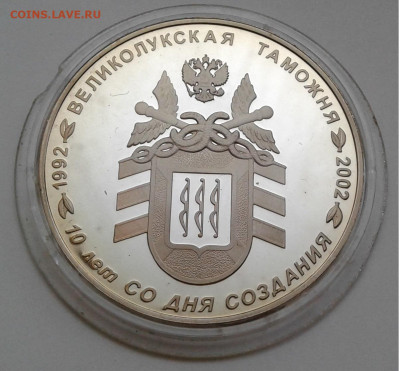 COINS.LAVE.RU
ВЕЛИКОЛУКСКАЯ ТАМОЖНЯ
1992 2002
10 лет СО ДНЯ СОЗДАНИЯ